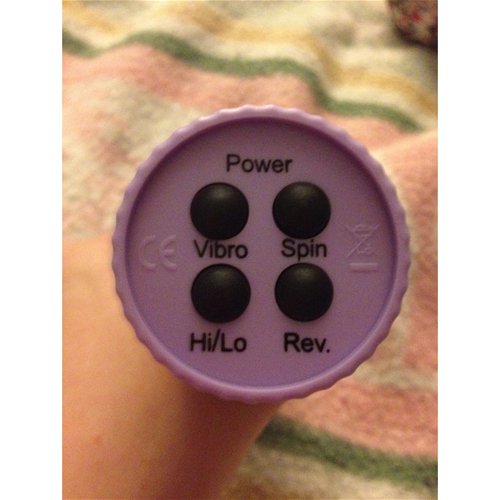 Power
Vibro Spin
CE
Hi/Lo Rev.